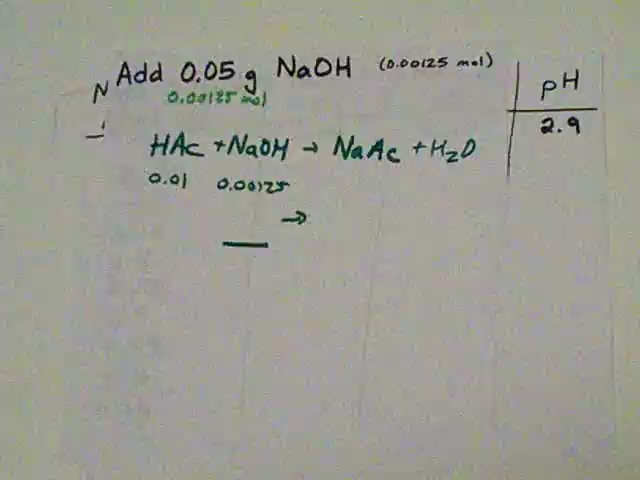 Add 0.05 g NaOH (0.00125 mol)
N 0.00125 mol
pH
2.9
HAc + NaOH → NaAc + H₂O
0.01 0.00125
→